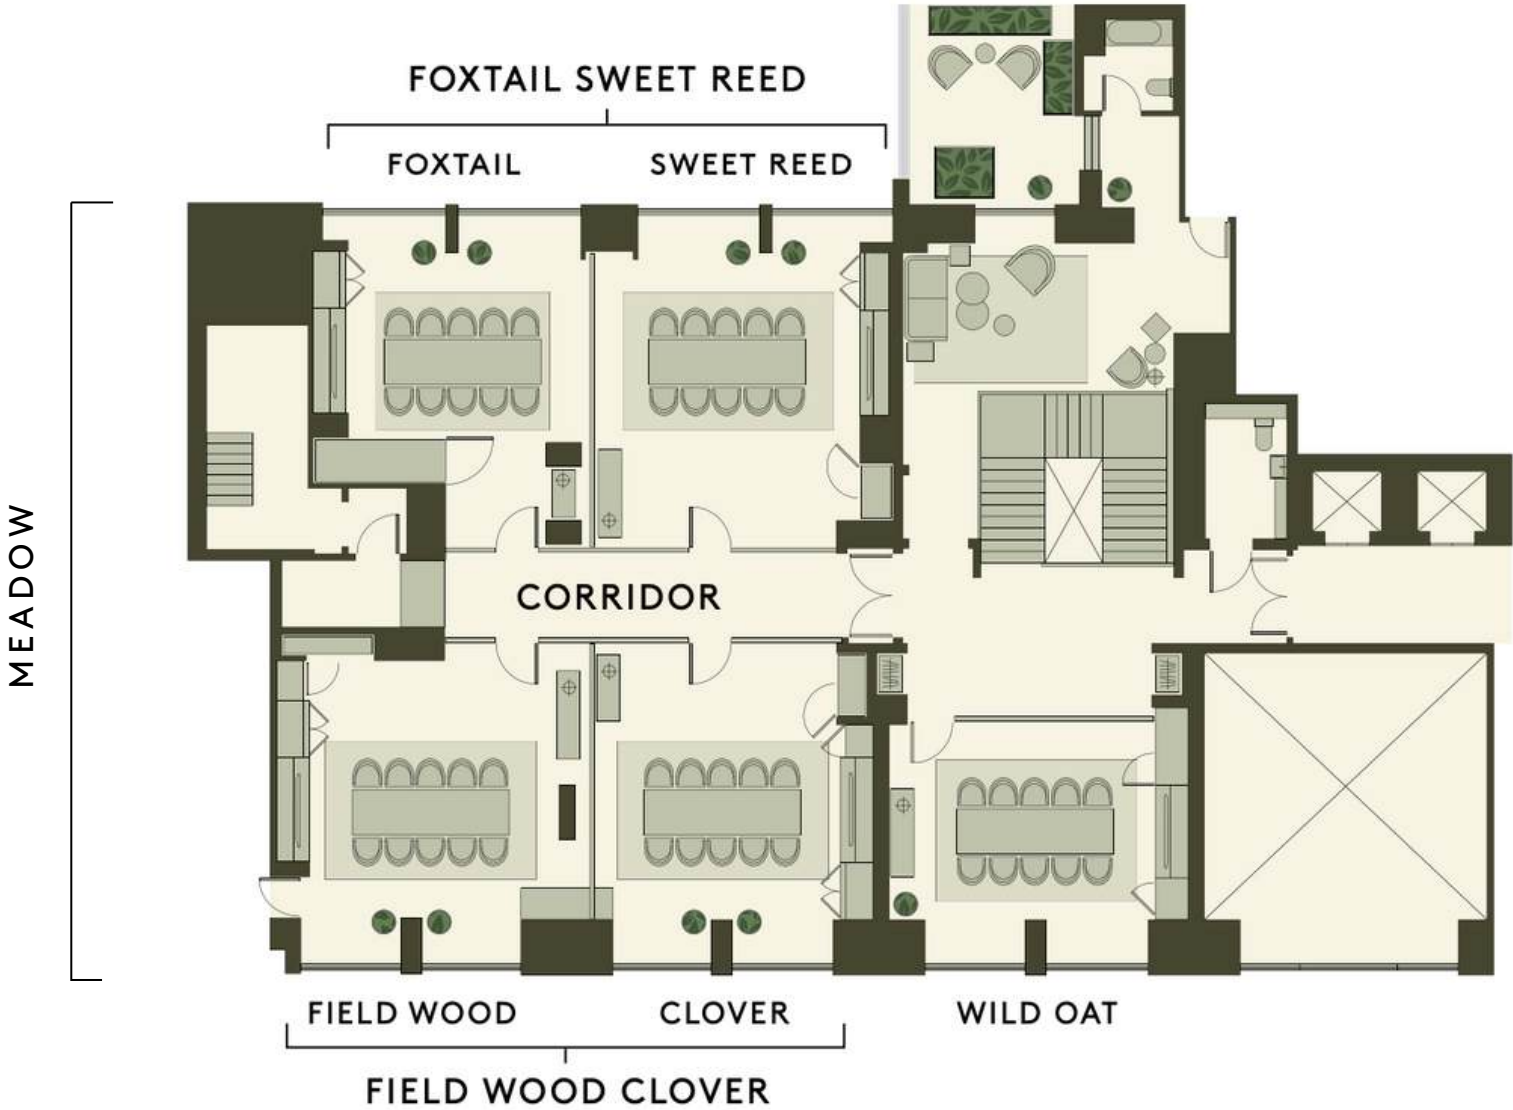 FOXTAIL SWEET REED
FOXTAIL
SWEET REED
MEADOW
CORRIDOR
FIELD WOOD
CLOVER
WILD OAT
FIELD WOOD CLOVER